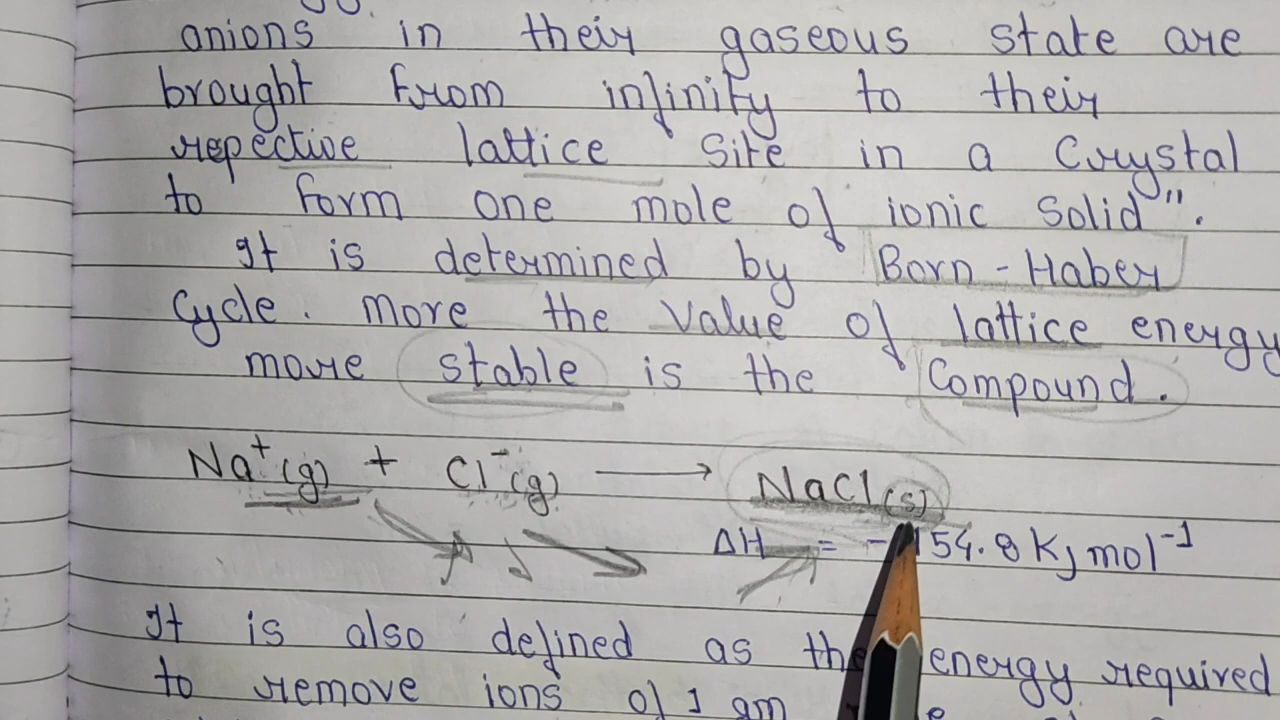 anions in their gaseous state are
brought from infinity to their
repective lattice site in a Crystal
to form one mole of ionic solid".
It is determined by Born-Haber
Cycle. More the value of lattice energy
more stable is the Compound.
Na⁺(g) + Cl⁻(g) ⟶ NaCl(s)
ΔH = - 754.8 KJ mol⁻¹
It is also defined as the energy required
to remove ions of 1 gm